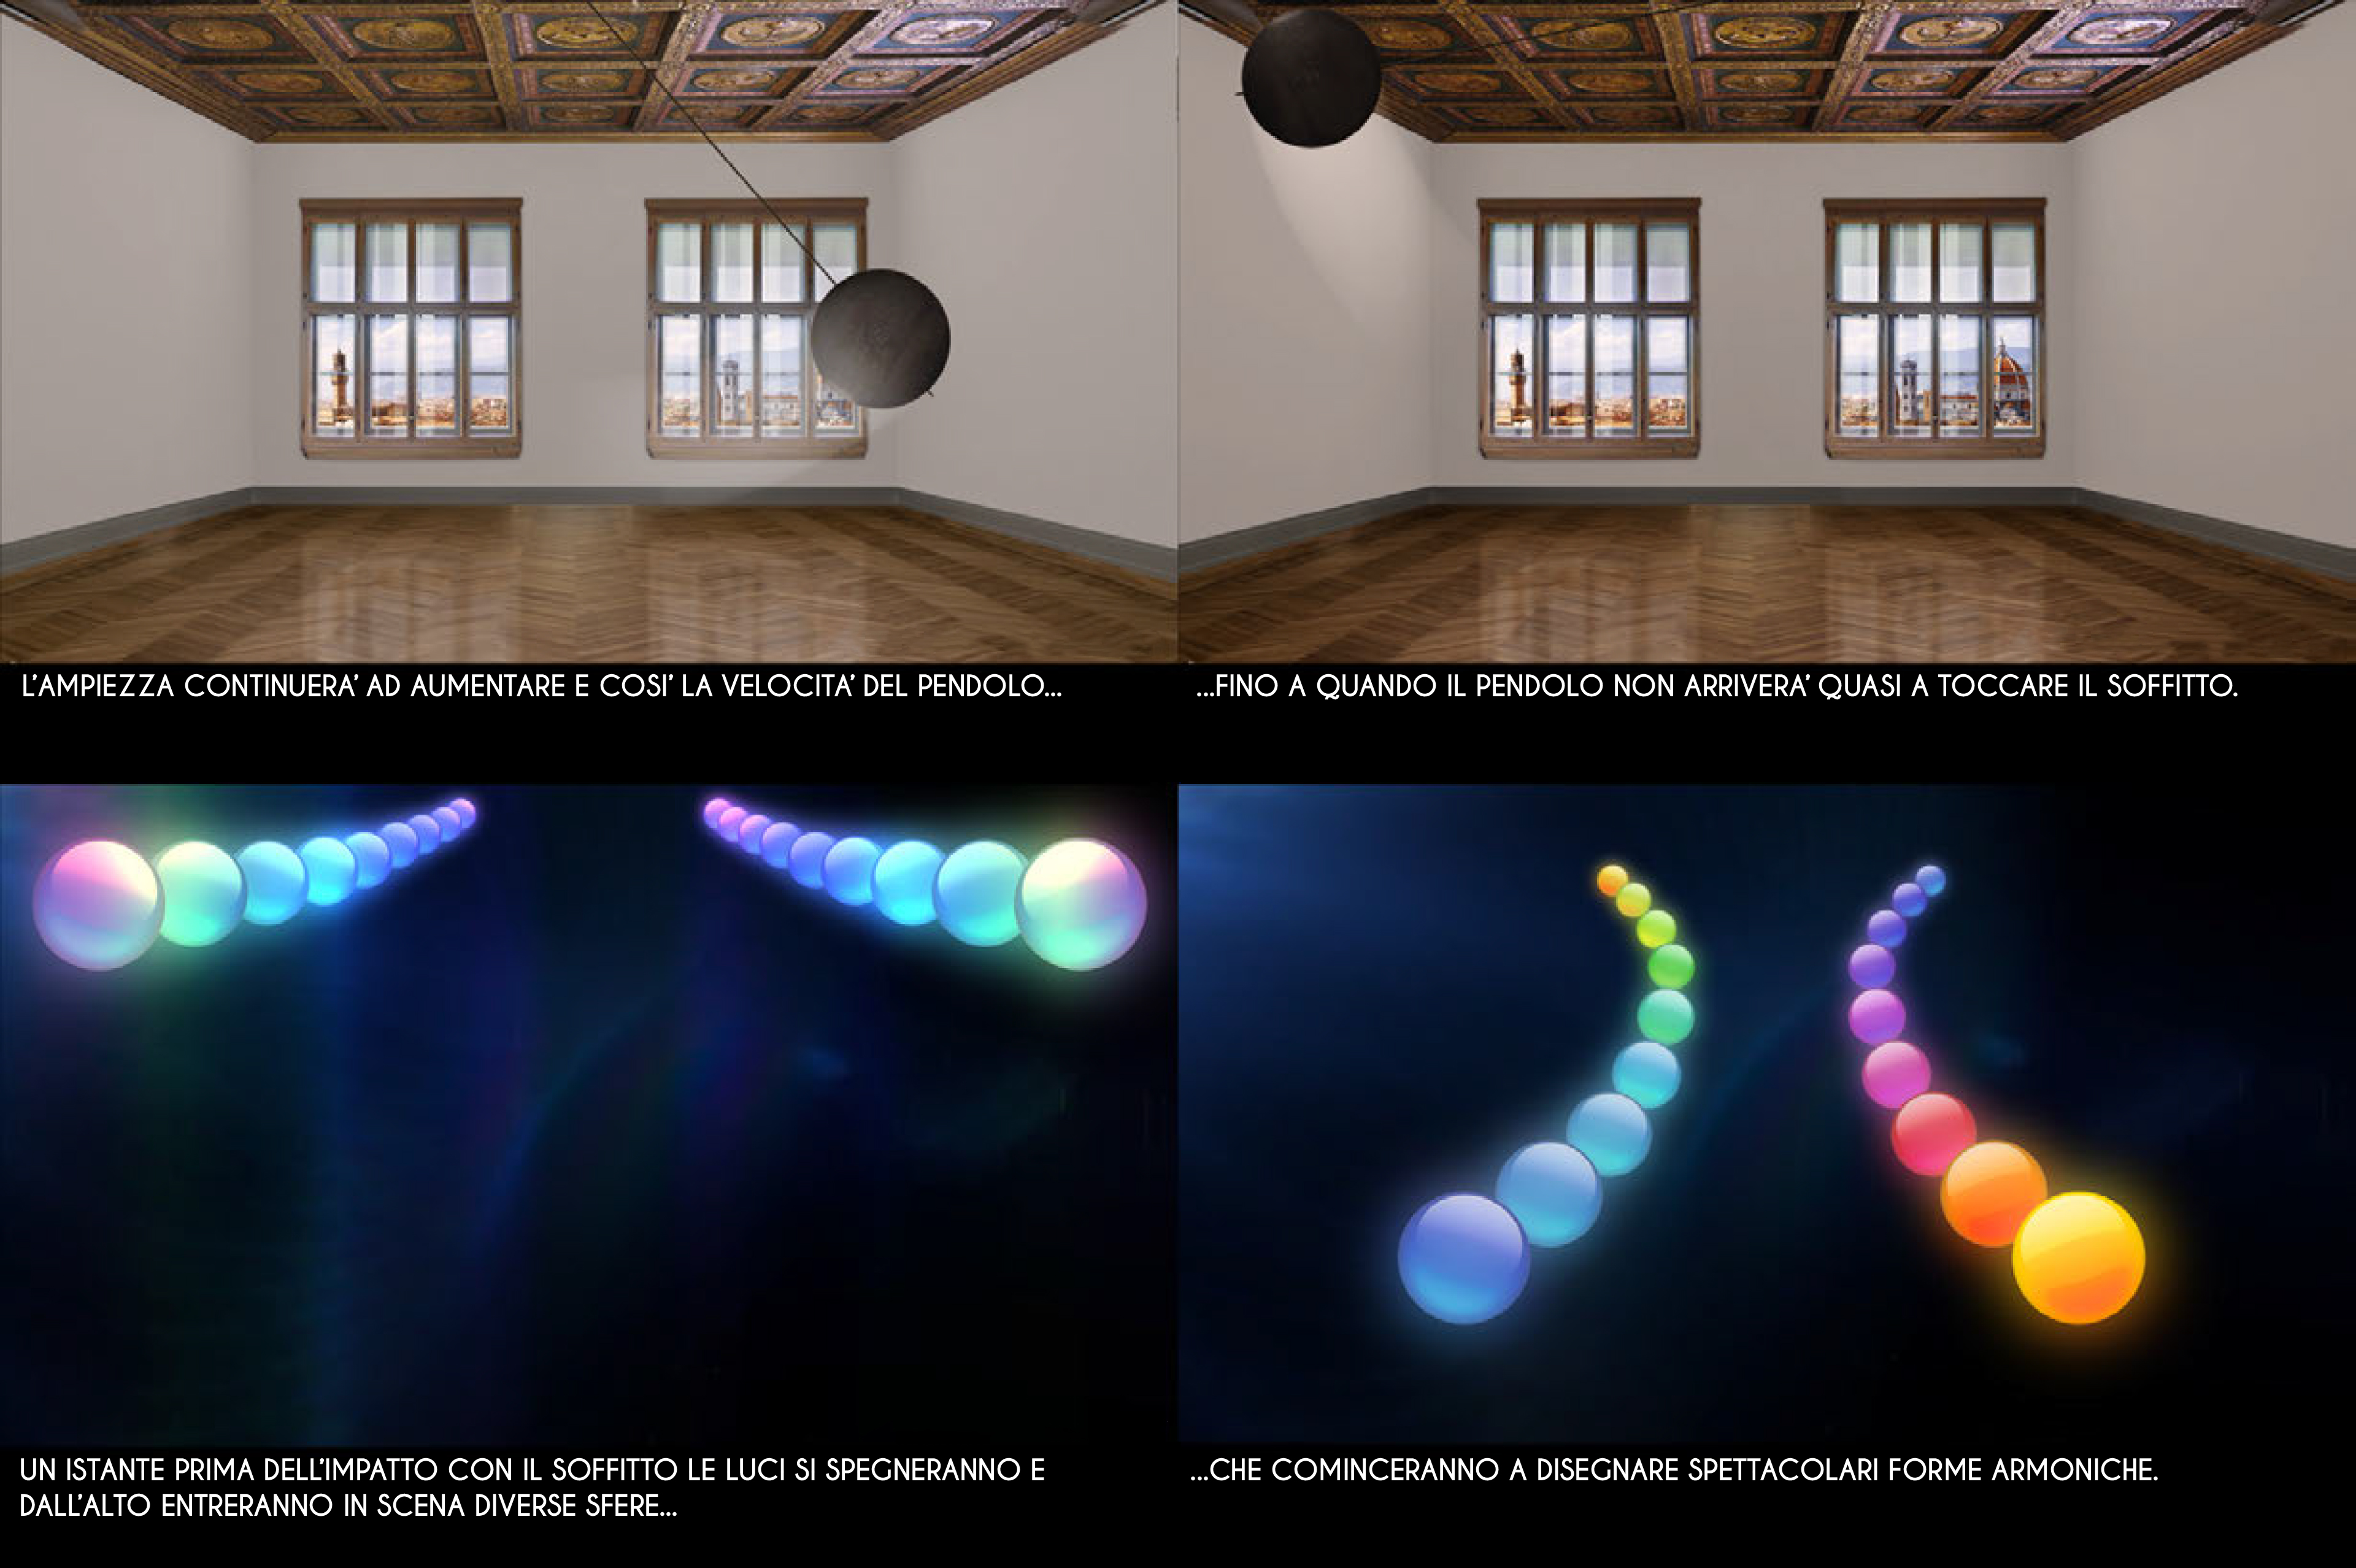 L'AMPIEZZA CONTINUERA' AD AUMENTARE E COSI' LA VELOCITA' DEL PENDOLO...
...FINO A QUANDO IL PENDOLO NON ARRIVERA' QUASI A TOCCARE IL SOFFITTO.
UN ISTANTE PRIMA DELL'IMPATTO CON IL SOFFITTO LE LUCI SI SPEGNERANNO E
DALL'ALTO ENTRERANNO IN SCENA DIVERSE SFERE...
...CHE COMINCERANNO A DISEGNARE SPETTACOLARI FORME ARMONICHE.